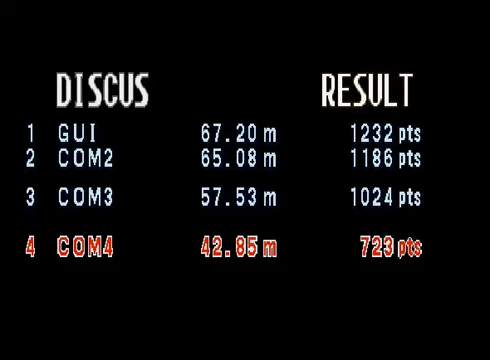 DISCUS RESULT
1 GUI 67.20 m 1232 pts
2 COM2 65.08 m 1186 pts
3 COM3 57.53 m 1024 pts
4 COM4 42.85 m 723 pts